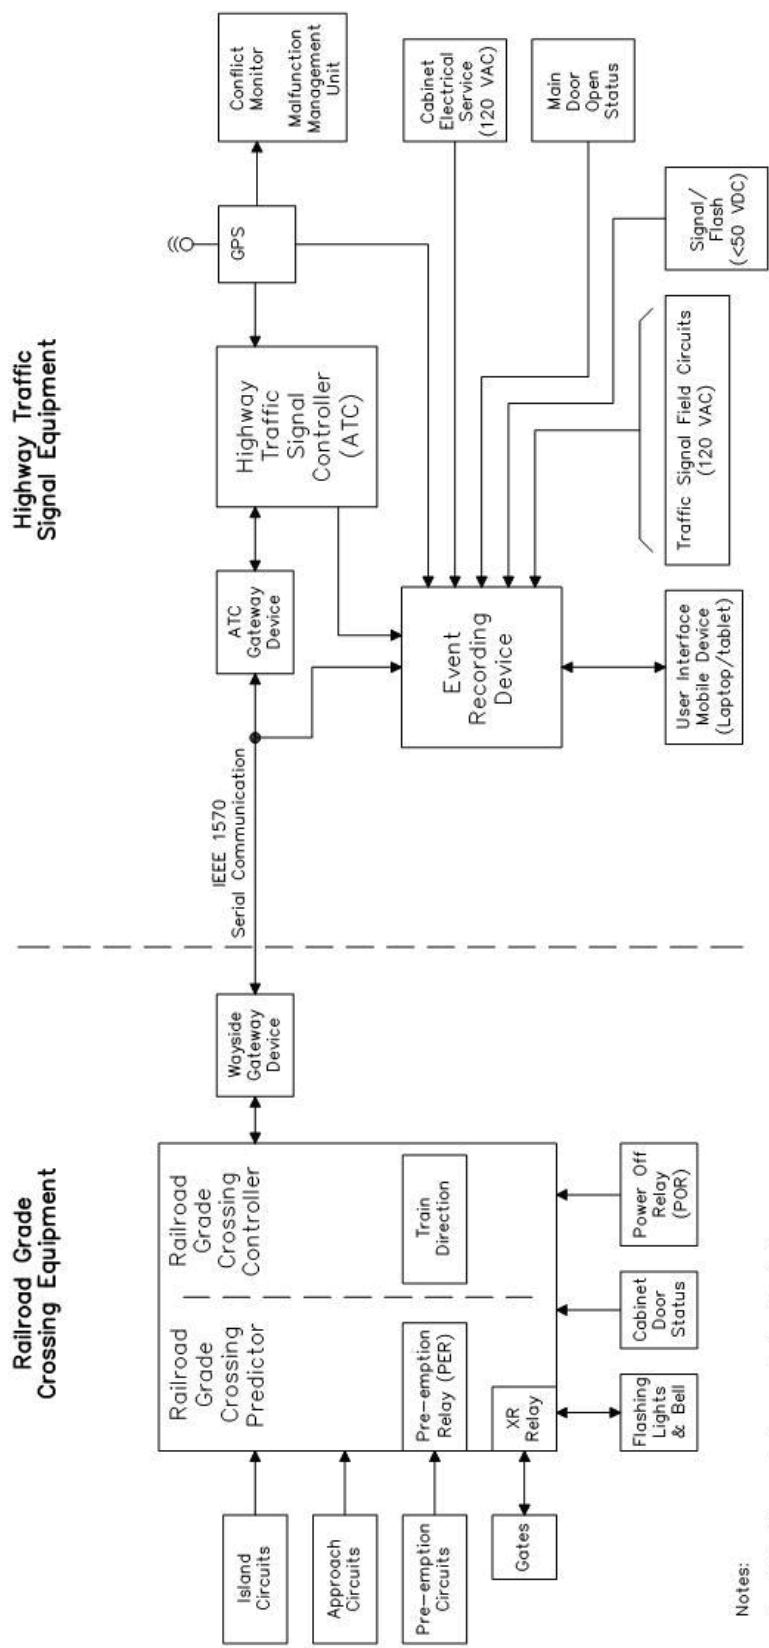 Railroad Grade
Crossing Equipment
Highway Traffic
Signal Equipment
Island
Circuits
Approach
Circuits
Pre-emption
Circuits
Gates
Railroad
Grade
Crossing
Predictor
Railroad
Grade
Crossing
Controller
Pre-emption
Relay (PER)
Train
Direction
XR
Relay
Flashing
Lights
& Bell
Cabinet
Door
Status
Power Off
Relay
(POR)
Wayside
Gateway
Device
IEEE 1570
Serial Communication
ATC
Gateway
Device
Highway
Traffic
Signal
Controller
(ATC)
GPS
Conflict
Monitor
Malfunction
Management
Unit
Event
Recording
Device
Cabinet
Electrical
Service
(120 VAC)
Main
Door
Open
Status
User Interface
Mobile Device
(Laptop/tablet)
Traffic Signal Field Circuits
(120 VAC)
Signal/
Flash
(<50 VDC)
Notes: